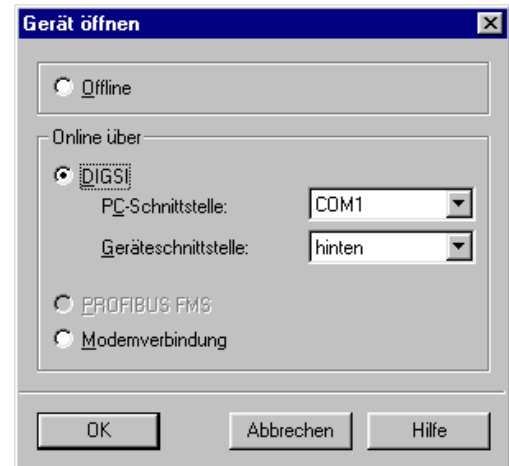 Gerät öffnen
Offline
Online über
DIGSI
PC-Schnittstelle: COM1
Geräteschnittstelle: hinten
PROFIBUS FMS
Modemverbindung
OK Abbrechen Hilfe